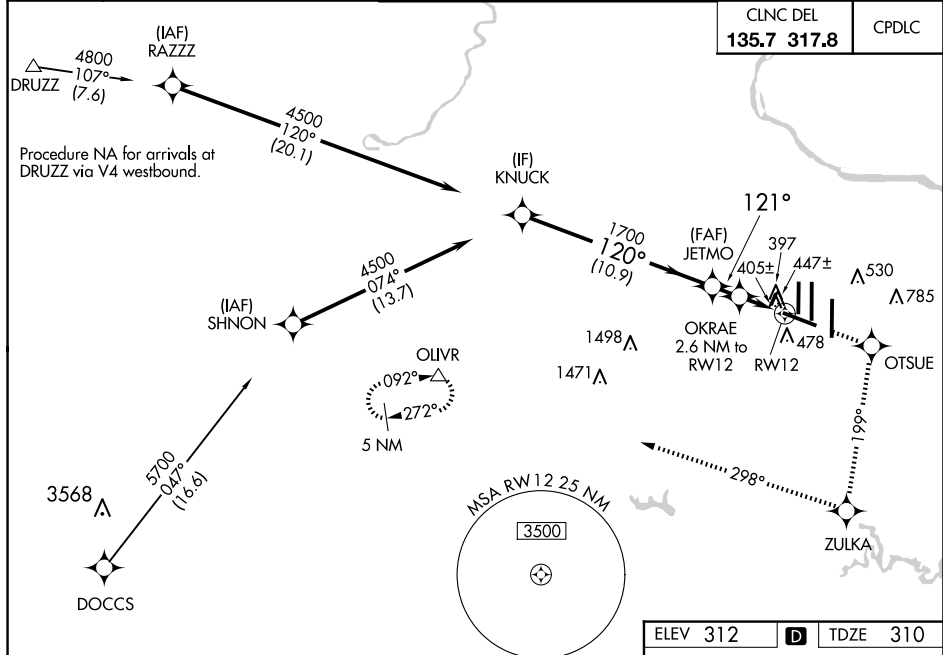 CLNC DEL
135.7 317.8
CPDLC
(IAF)
RAZZZ
4800
107°
(7.6)
DRUZZ
4500
120°
(20.1)
Procedure NA for arrivals at
DRUZZ via V4 westbound.
(IF)
KNUCK
121°
1700
120°
(10.9)
(FAF)
JETMO
397
405±
447±
530
785
4500
074°
(13.7)
(IAF)
SHNON
OKRAE
2.6 NM to
RW12
RW12
478
OTSUE
1498
1471
OLIVR
092°
272°
5 NM
199°
298°
5700
047°
(16.6)
3568
MSA RW12 25 NM
3500
ZULKA
DOCCS
ELEV 312
D
TDZE 310